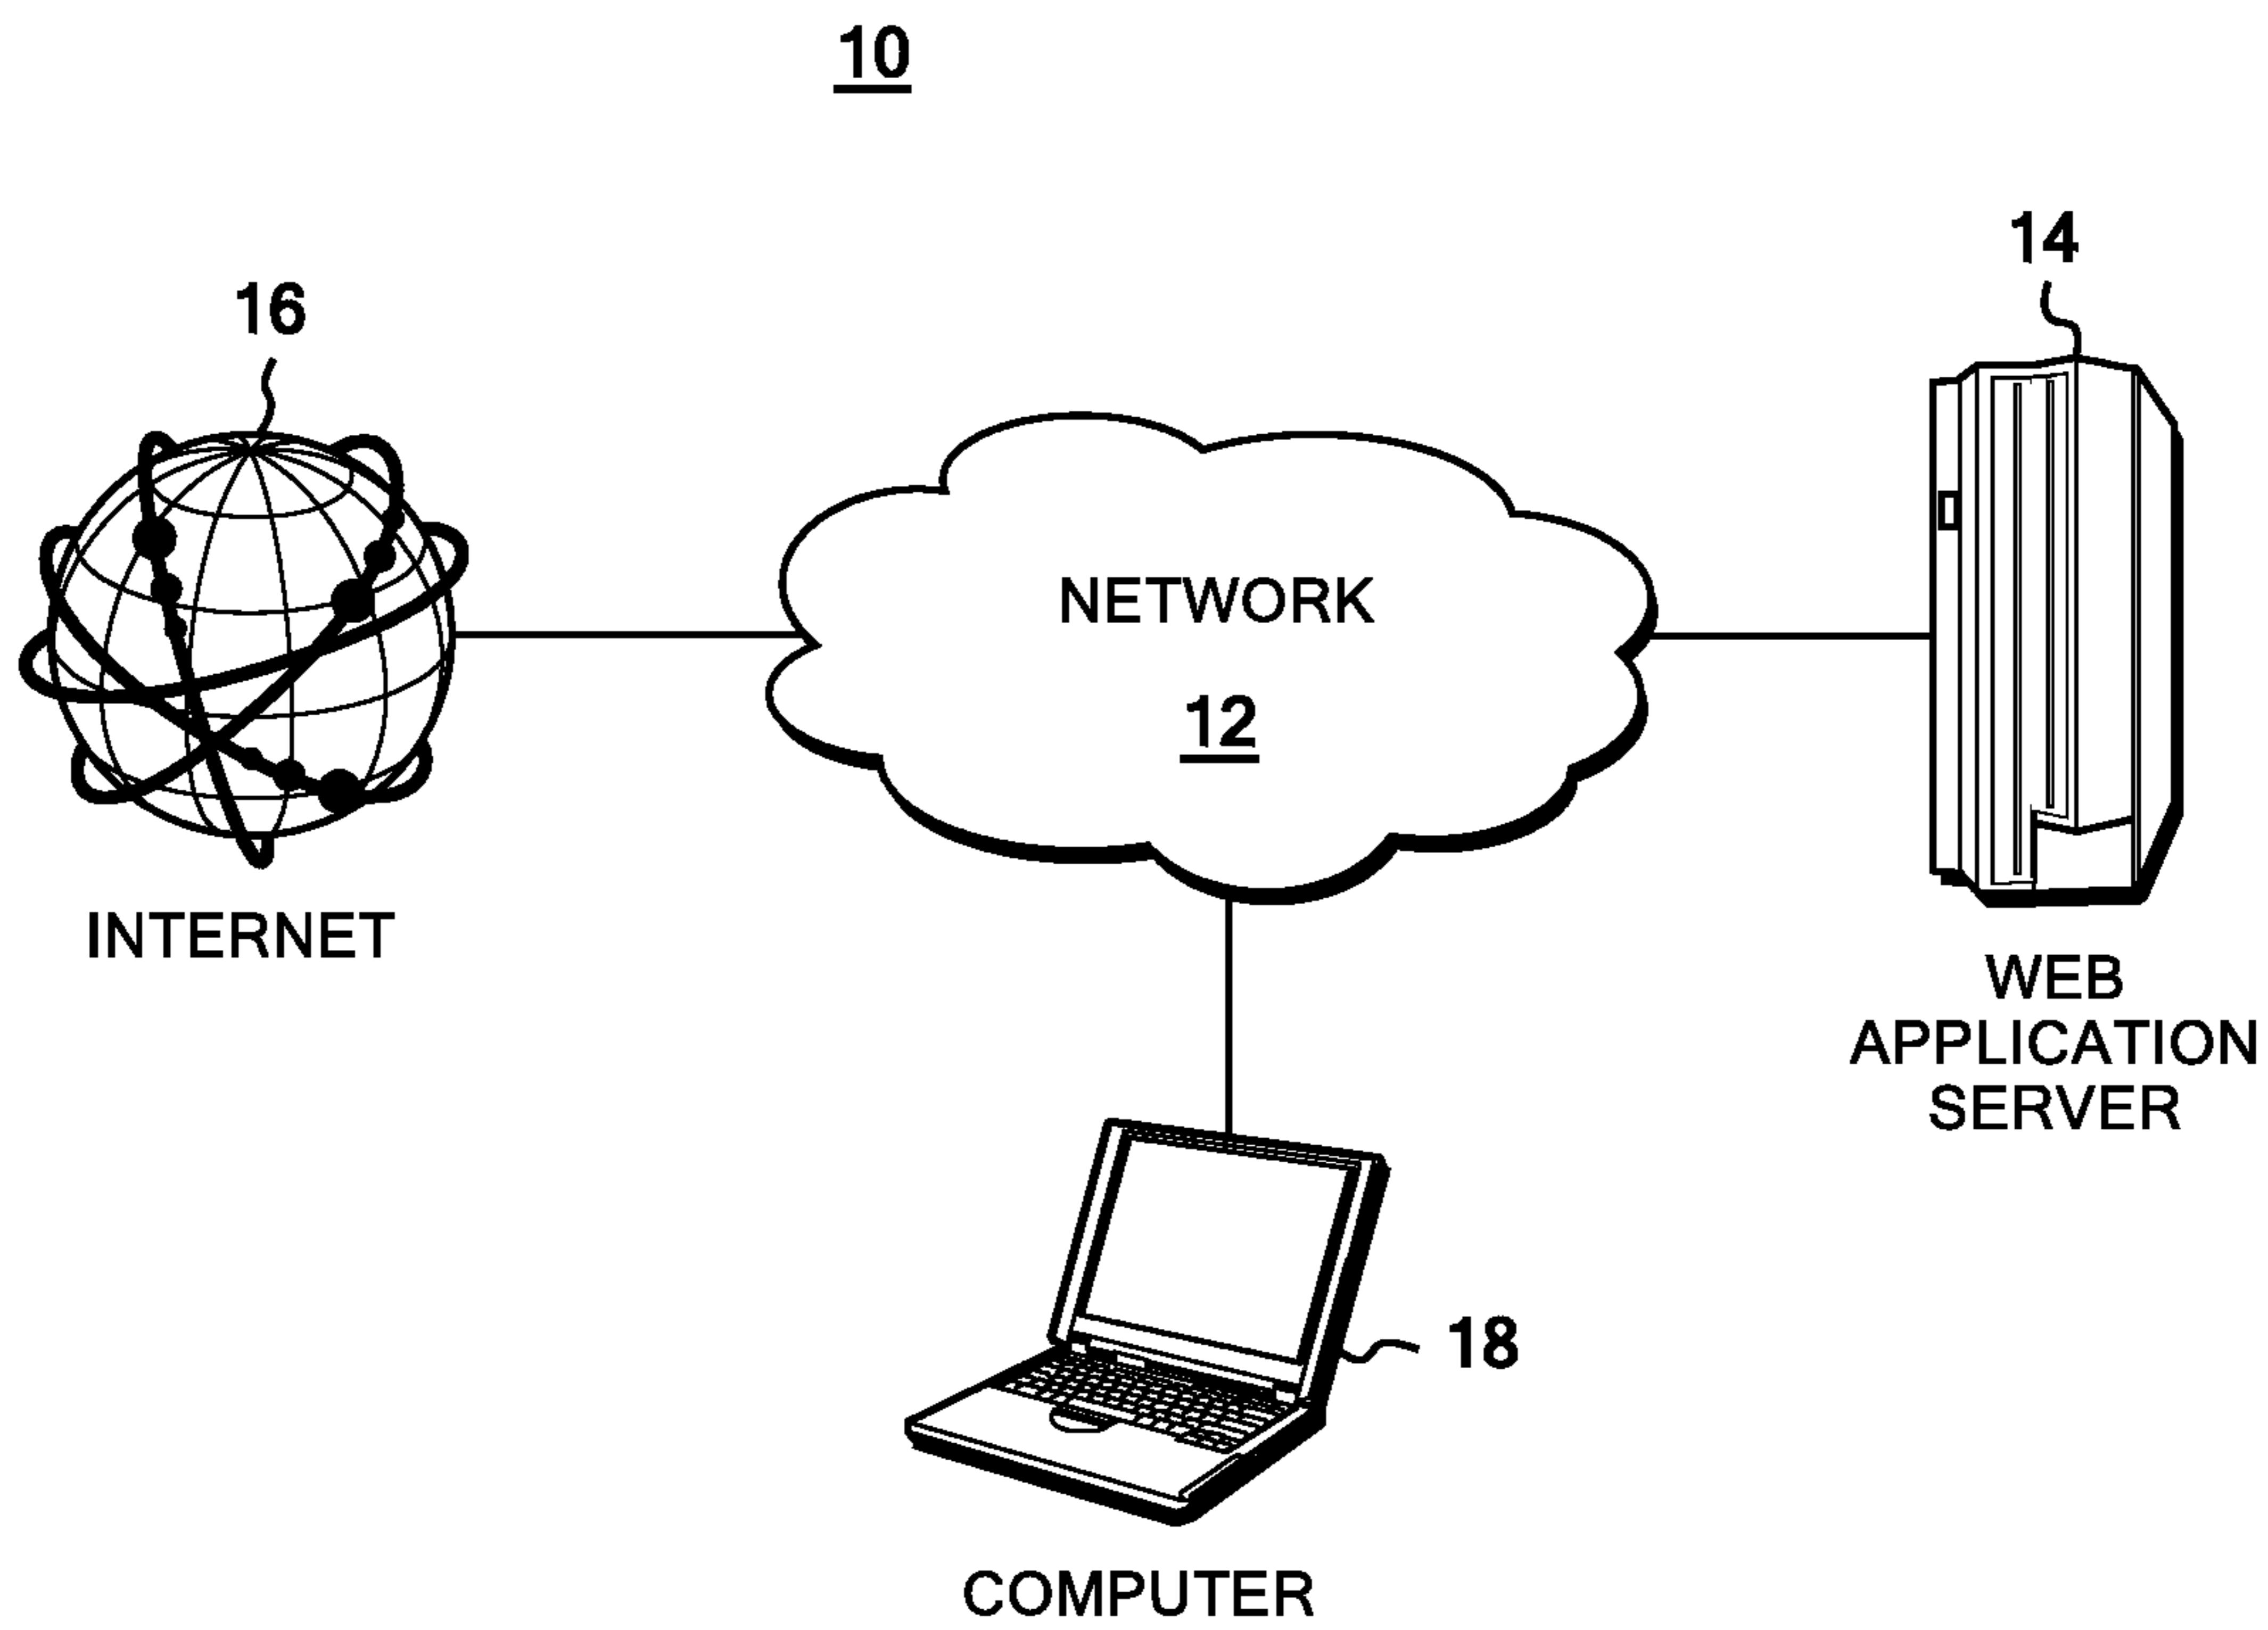 10
14
16
NETWORK
12
INTERNET
WEB
APPLICATION
SERVER
18
COMPUTER